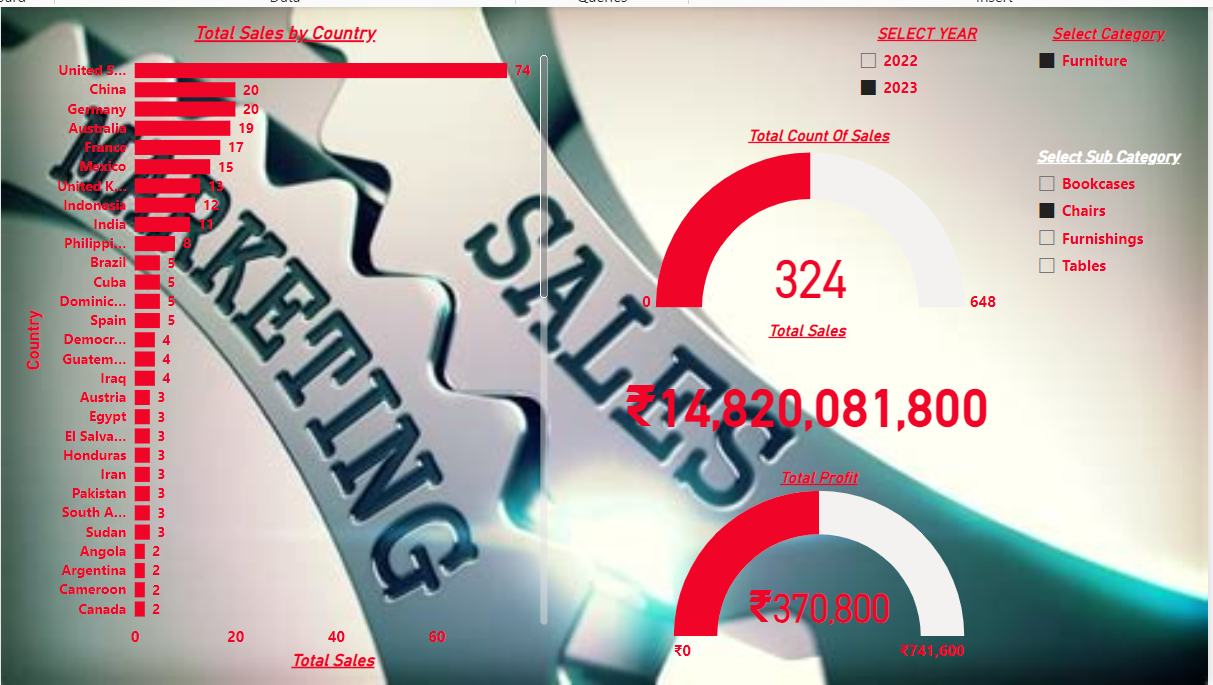 Data
Queries
Insert
Total Sales by Country
United S... 74
China 20
Germany 20
Australia 19
France 17
Mexico 15
United K... 13
Indonesia 12
India 11
Philippi... 8
Brazil 5
Cuba 5
Dominic... 5
Spain 5
Democr... 4
Guatem... 4
Iraq 4
Austria 3
Egypt 3
El Salva... 3
Honduras 3
Iran 3
Pakistan 3
South A... 3
Sudan 3
Angola 2
Argentina 2
Cameroon 2
Canada 2
Country
0 20 40 60
Total Sales
MARKETING
SALES
SELECT YEAR
2022
2023
Select Category
Furniture
Total Count Of Sales
324
0 648
Select Sub Category
Bookcases
Chairs
Furnishings
Tables
Total Sales
₹14,820,081,800
Total Profit
₹370,800
₹0 ₹741,600